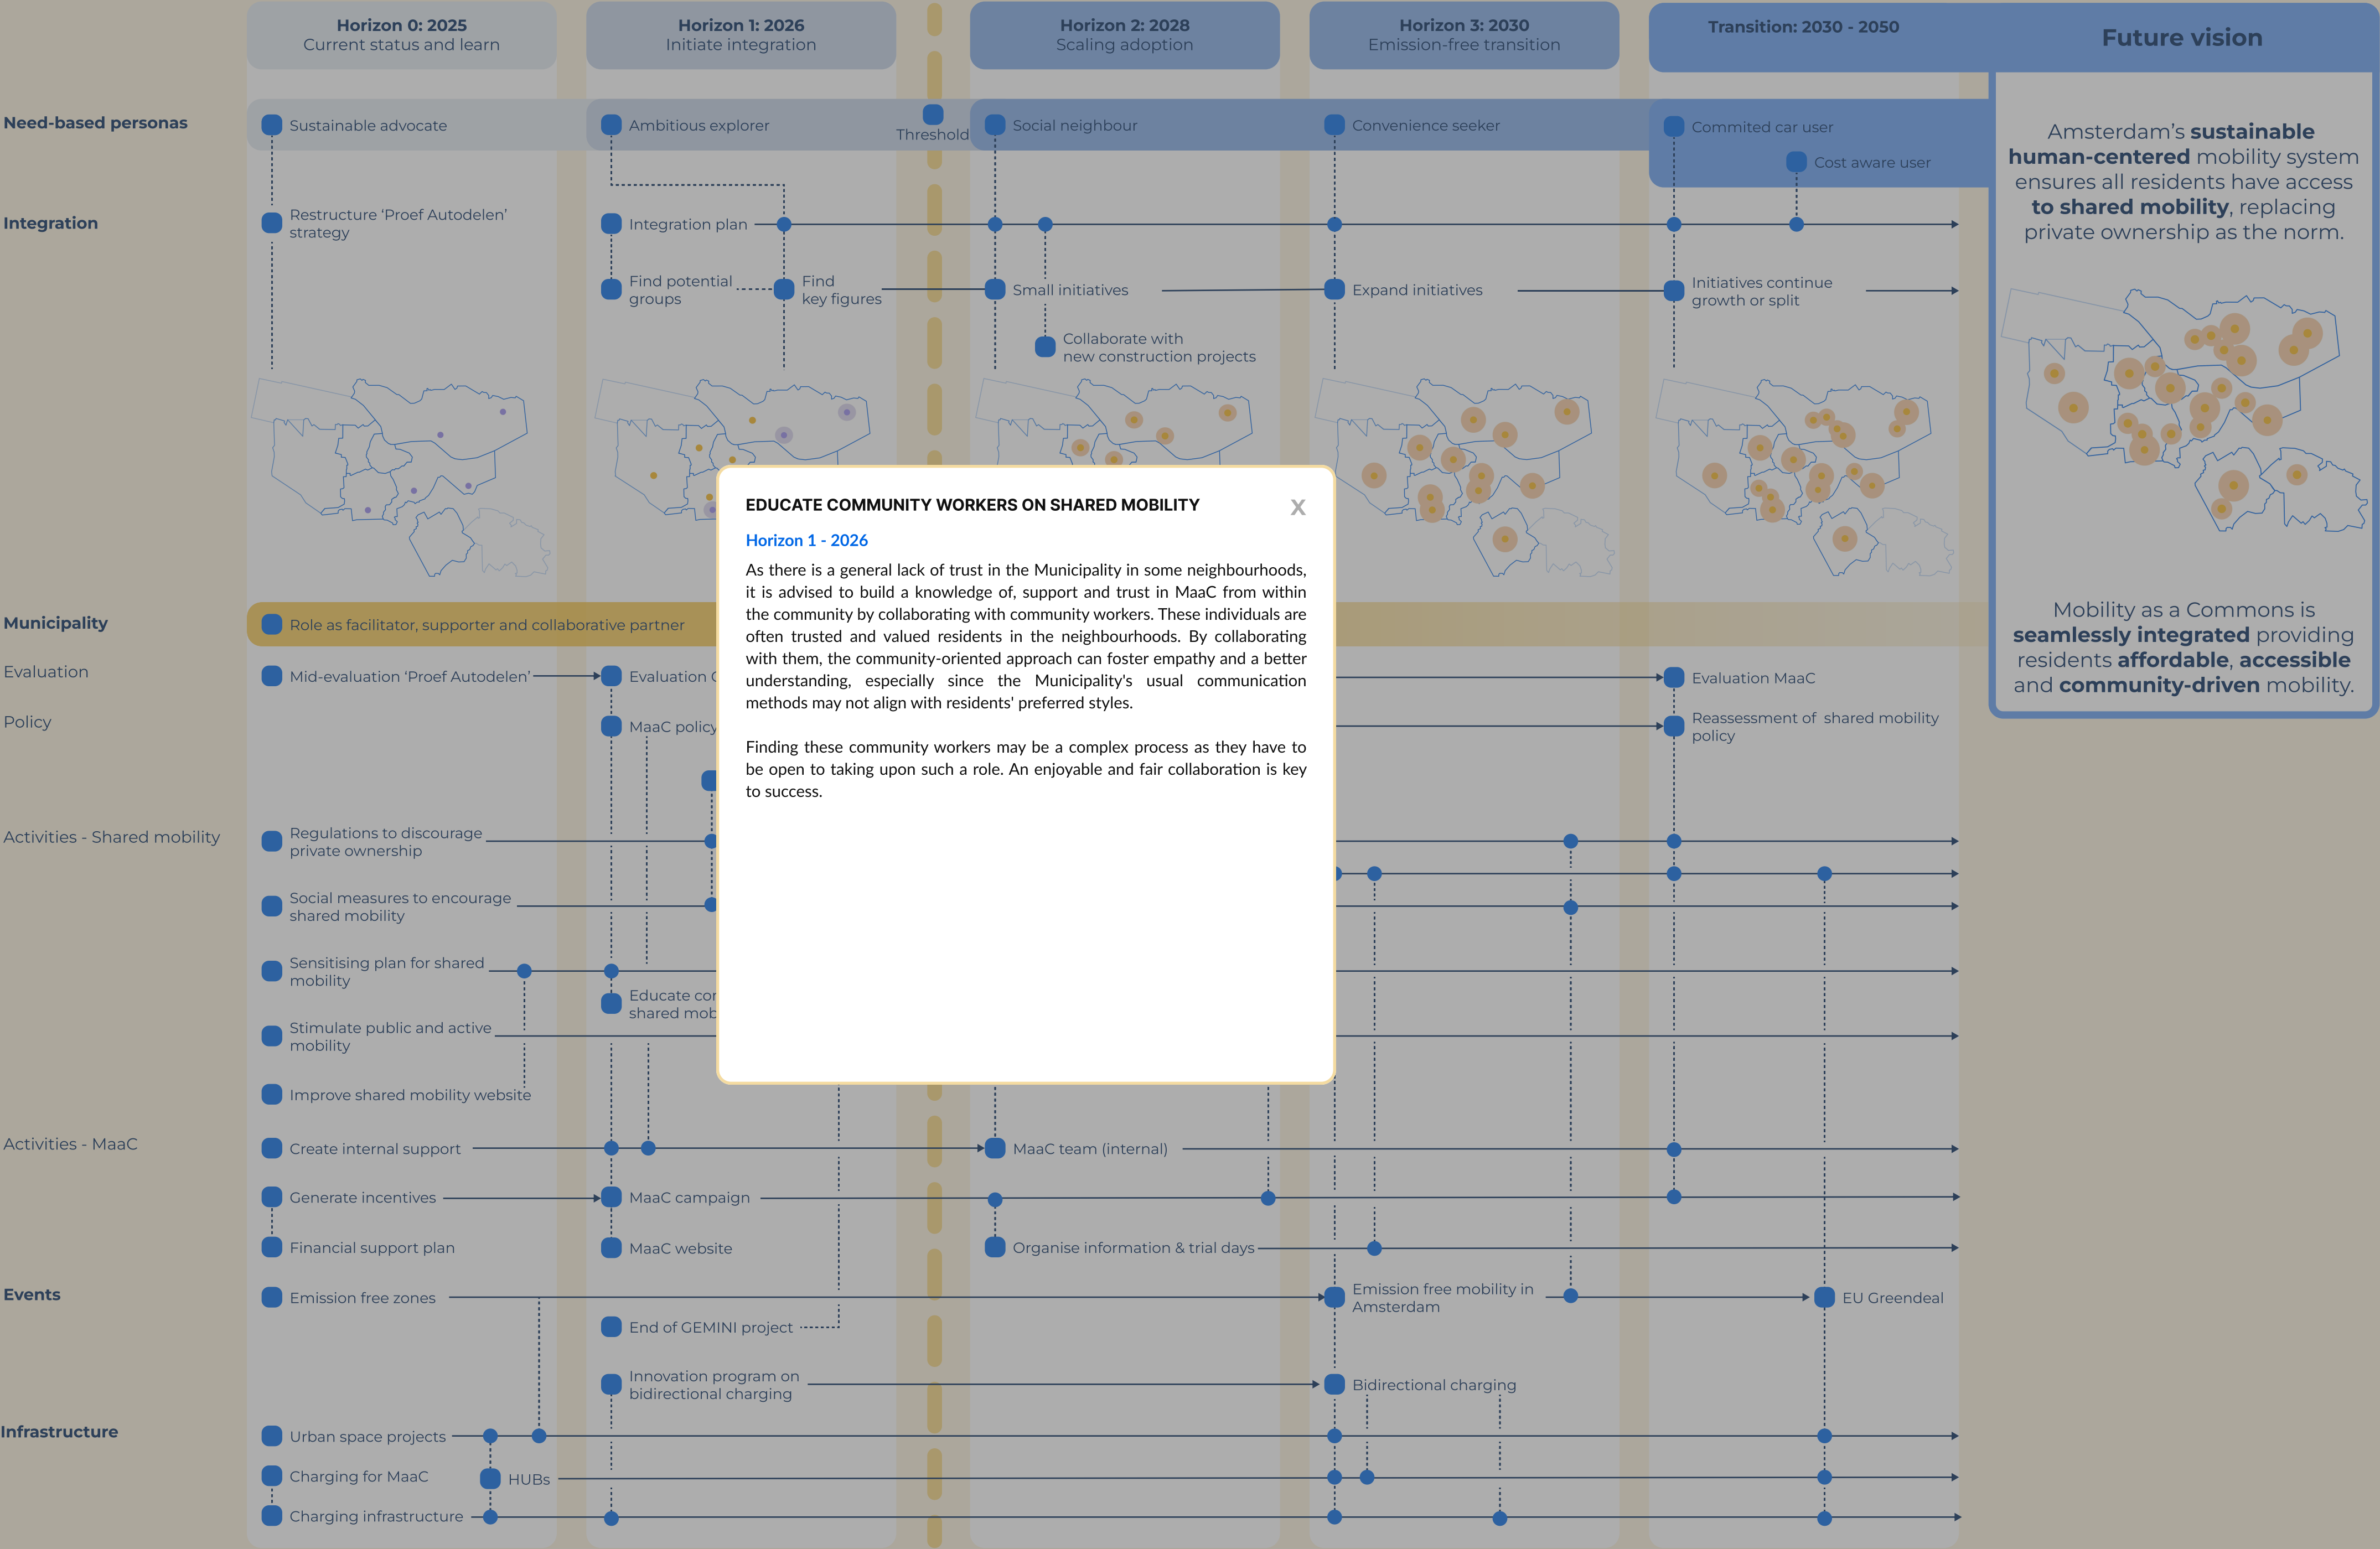 Horizon 0: 2025
Current status and learn
Horizon 1: 2026
Initiate integration
Horizon 2: 2028
Scaling adoption
Horizon 3: 2030
Emission-free transition
Transition: 2030 - 2050
Future vision
Need-based personas
Sustainable advocate
Ambitious explorer
Threshold
Social neighbour
Convenience seeker
Commited car user
Cost aware user
Amsterdam's sustainable
human-centered mobility system
ensures all residents have access
to shared mobility, replacing
private ownership as the norm.
Integration
Restructure ‘Proef Autodelen’
strategy
Integration plan
Find potential
groups
Find
key figures
Small initiatives
Expand initiatives
Initiatives continue
growth or split
Collaborate with
new construction projects
EDUCATE COMMUNITY WORKERS ON SHARED MOBILITY
X
Horizon 1 - 2026
As there is a general lack of trust in the Municipality in some neighbourhoods,
it is advised to build a knowledge of, support and trust in MaaC from within
the community by collaborating with community workers. These individuals are
often trusted and valued residents in the neighbourhoods. By collaborating
with them, the community-oriented approach can foster empathy and a better
understanding, especially since the Municipality's usual communication
methods may not align with residents' preferred styles.
Finding these community workers may be a complex process as they have to
be open to taking upon such a role. An enjoyable and fair collaboration is key
to success.
Mobility as a Commons is
seamlessly integrated providing
residents affordable, accessible
and community-driven mobility.
Municipality
Role as facilitator, supporter and collaborative partner
Evaluation
Mid-evaluation ‘Proef Autodelen’
Evaluation
Evaluation MaaC
Policy
MaaC policy
Reassessment of shared mobility
policy
Activities - Shared mobility
Regulations to discourage
private ownership
Social measures to encourage
shared mobility
Sensitising plan for shared
mobility
Educate
shared
Stimulate public and active
mobility
Improve shared mobility website
Activities - MaaC
Create internal support
MaaC team (internal)
Generate incentives
MaaC campaign
Financial support plan
MaaC website
Organise information & trial days
Events
Emission free zones
Emission free mobility in
Amsterdam
EU Greendeal
End of GEMINI project
Innovation program on
bidirectional charging
Bidirectional charging
Infrastructure
Urban space projects
Charging for MaaC
HUBs
Charging infrastructure